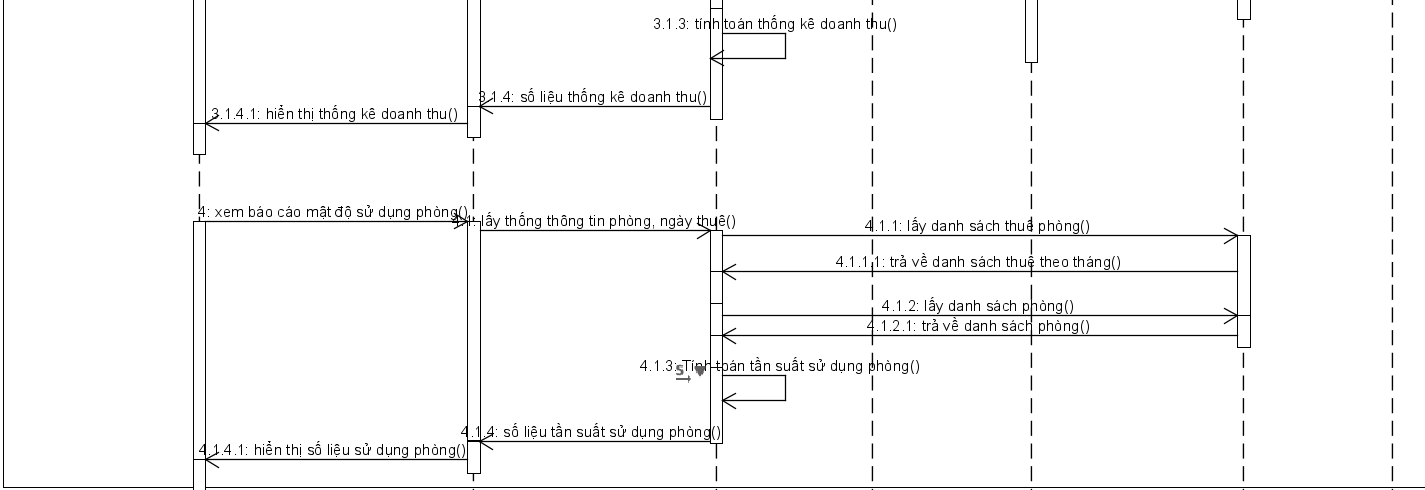 3.1.3: tính toán thống kê doanh thu()
3.1.4: số liệu thống kê doanh thu()
3.1.4.1: hiển thị thống kê doanh thu()
4: xem báo cáo mật độ sử dụng phòng()
4.1: lấy thống thông tin phòng, ngày thuê()
4.1.1: lấy danh sách thuê phòng()
4.1.1.1: trả về danh sách thuê theo tháng()
4.1.2: lấy danh sách phòng()
4.1.2.1: trả về danh sách phòng()
4.1.3: Tính toán tần suất sử dụng phòng()
S
4.1.4: số liệu tần suất sử dụng phòng()
4.1.4.1: hiển thị số liệu sử dụng phòng()